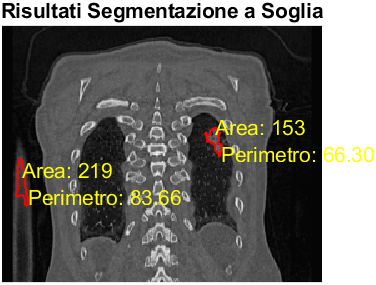 Risultati Segmentazione a Soglia
Area: 153
Perimetro: 66.30
Area: 219
Perimetro: 83.66